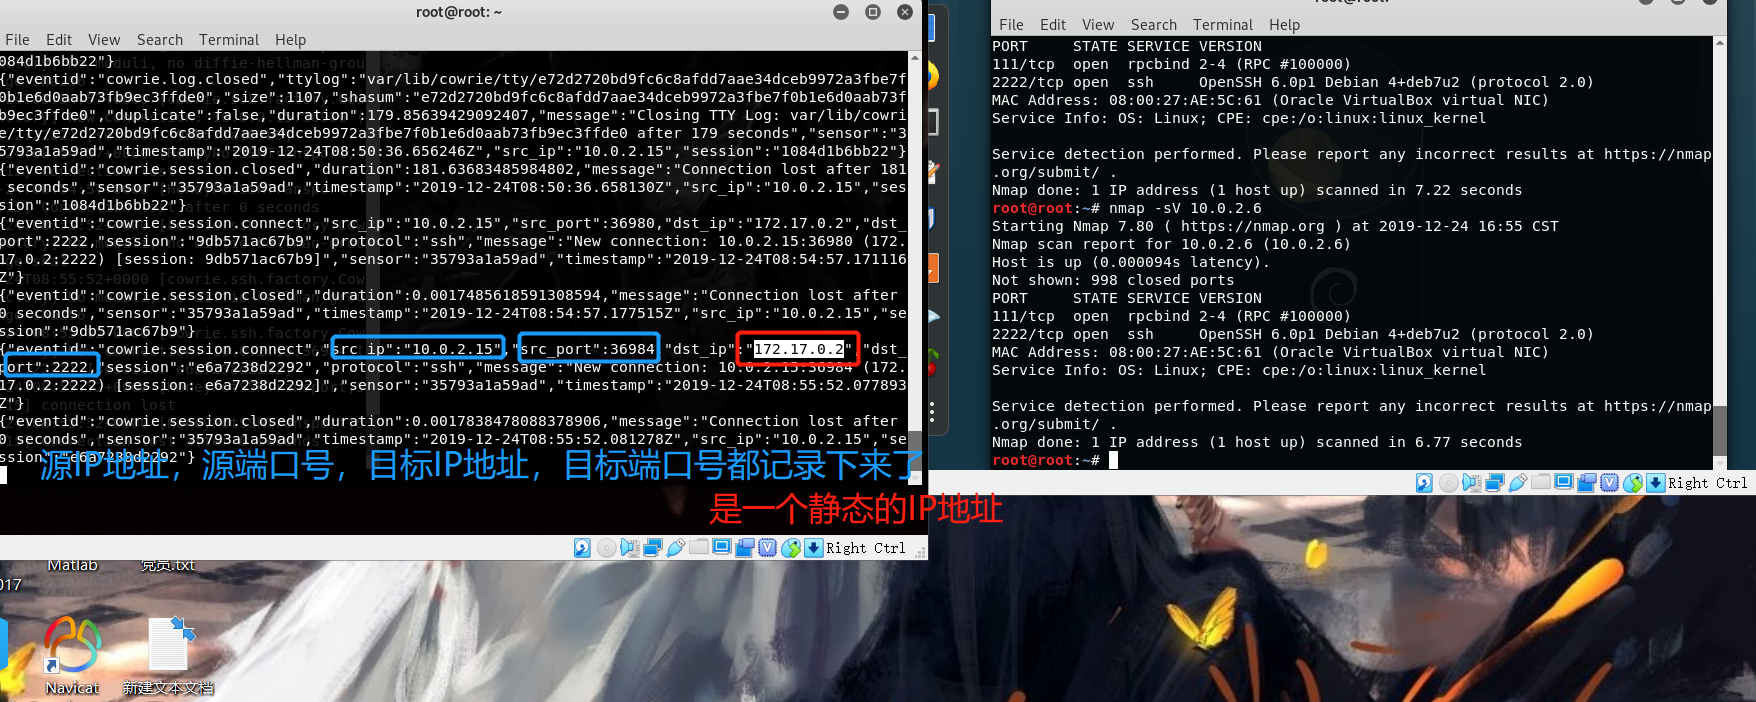 root@root: ~
File Edit View Search Terminal Help
084d1b6bb22"}
{"eventid":"cowrie.log.closed","ttylog":"var/lib/cowrie/tty/e72d2720bd9fc6c8afdd7aae34dceb9972a3fbe7f
0b1e6d0aab73fb9ec3ffde0","size":1107,"shasum":"e72d2720bd9fc6c8afdd7aae34dceb9972a3fbe7f0b1e6d0aab73f
b9ec3ffde0","duplicate":false,"duration":179.85639429092407,"message":"Closing TTY Log: var/lib/cowri
e/tty/e72d2720bd9fc6c8afdd7aae34dceb9972a3fbe7f0b1e6d0aab73fb9ec3ffde0 after 179 seconds","sensor":"3
5793a1a59ad","timestamp":"2019-12-24T08:50:36.656246Z","src_ip":"10.0.2.15","session":"1084d1b6bb22"}
{"eventid":"cowrie.session.closed","duration":181.63683485984802,"message":"Connection lost after 181
 seconds","sensor":"35793a1a59ad","timestamp":"2019-12-24T08:50:36.658130Z","src_ip":"10.0.2.15","ses
sion":"1084d1b6bb22"}
{"eventid":"cowrie.session.connect","src_ip":"10.0.2.15","src_port":36980,"dst_ip":"172.17.0.2","dst_
port":2222,"session":"9db571ac67b9","protocol":"ssh","message":"New connection: 10.0.2.15:36980 (172.
17.0.2:2222) [session: 9db571ac67b9]","sensor":"35793a1a59ad","timestamp":"2019-12-24T08:54:57.171116
Z"}
{"eventid":"cowrie.session.closed","duration":0.0017485618591308594,"message":"Connection lost after
0 seconds","sensor":"35793a1a59ad","timestamp":"2019-12-24T08:54:57.177515Z","src_ip":"10.0.2.15","se
ssion":"9db571ac67b9"}
{"eventid":"cowrie.session.connect","src_ip":"10.0.2.15","src_port":36984,"dst_ip":"172.17.0.2","dst_
port":2222,"session":"e6a7238d2292","protocol":"ssh","message":"New connection: 10.0.2.15:36984 (172.
17.0.2:2222) [session: e6a7238d2292]","sensor":"35793a1a59ad","timestamp":"2019-12-24T08:55:52.077893
Z"}
{"eventid":"cowrie.session.closed","duration":0.0017838478088378906,"message":"Connection lost after
0 seconds","sensor":"35793a1a59ad","timestamp":"2019-12-24T08:55:52.081278Z","src_ip":"10.0.2.15","se
ssion":"e6a7238d2292"}
源IP地址，源端口号，目标IP地址，目标端口号都记录下来了
是一个静态的IP地址
Right Ctrl
File Edit View Search Terminal Help
PORT     STATE SERVICE VERSION
111/tcp  open  rpcbind 2-4 (RPC #100000)
2222/tcp open  ssh     OpenSSH 6.0p1 Debian 4+deb7u2 (protocol 2.0)
MAC Address: 08:00:27:AE:5C:61 (Oracle VirtualBox virtual NIC)
Service Info: OS: Linux; CPE: cpe:/o:linux:linux_kernel
Service detection performed. Please report any incorrect results at https://nmap
.org/submit/ .
Nmap done: 1 IP address (1 host up) scanned in 7.22 seconds
root@root:~# nmap -sV 10.0.2.6
Starting Nmap 7.80 ( https://nmap.org ) at 2019-12-24 16:55 CST
Nmap scan report for 10.0.2.6 (10.0.2.6)
Host is up (0.000094s latency).
Not shown: 998 closed ports
PORT     STATE SERVICE VERSION
111/tcp  open  rpcbind 2-4 (RPC #100000)
2222/tcp open  ssh     OpenSSH 6.0p1 Debian 4+deb7u2 (protocol 2.0)
MAC Address: 08:00:27:AE:5C:61 (Oracle VirtualBox virtual NIC)
Service Info: OS: Linux; CPE: cpe:/o:linux:linux_kernel
Service detection performed. Please report any incorrect results at https://nmap
.org/submit/ .
Nmap done: 1 IP address (1 host up) scanned in 6.77 seconds
root@root:~#
Right Ctrl
Matlab
党员.txt
017
Navicat
新建文本文档